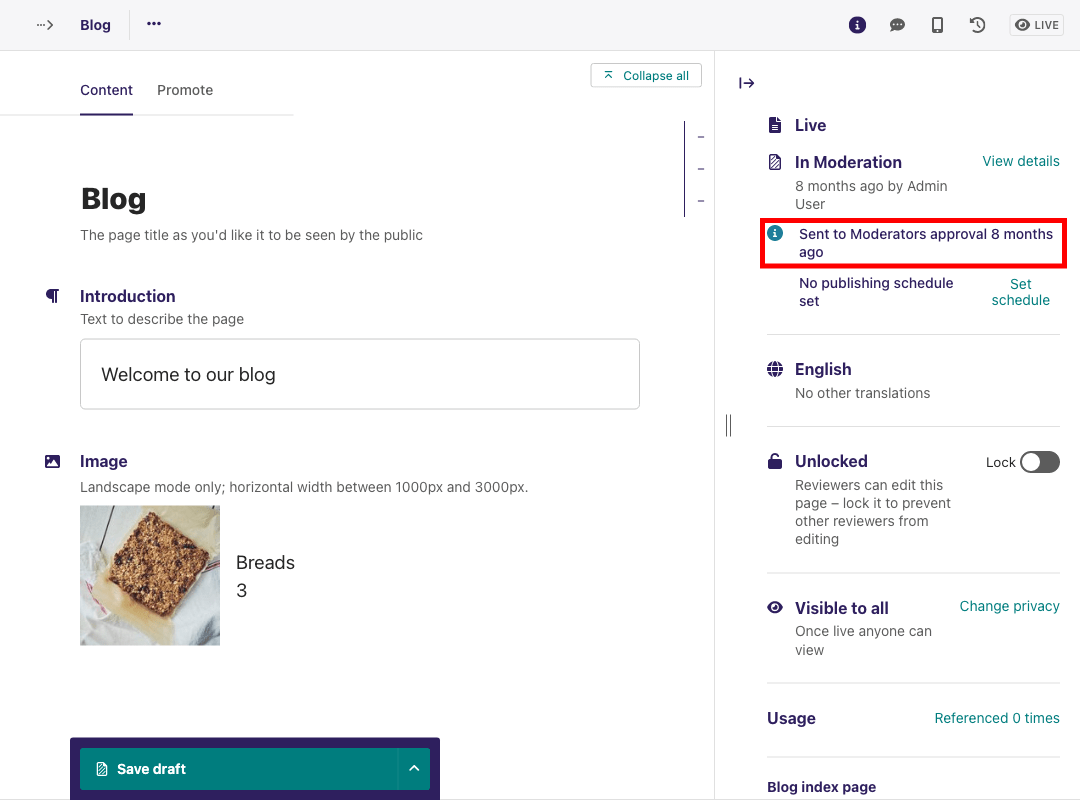 Blog
LIVE
Content
Promote
Collapse all
Blog
The page title as you'd like it to be seen by the public
Introduction
Text to describe the page
Welcome to our blog
Image
Landscape mode only; horizontal width between 1000px and 3000px.
Breads
3
Save draft
Live
In Moderation
View details
8 months ago by Admin
User
Sent to Moderators approval 8 months
ago
No publishing schedule
set
Set
schedule
English
No other translations
Unlocked
Lock
Reviewers can edit this
page – lock it to prevent
other reviewers from
editing
Visible to all
Change privacy
Once live anyone can
view
Usage
Referenced 0 times
Blog index page